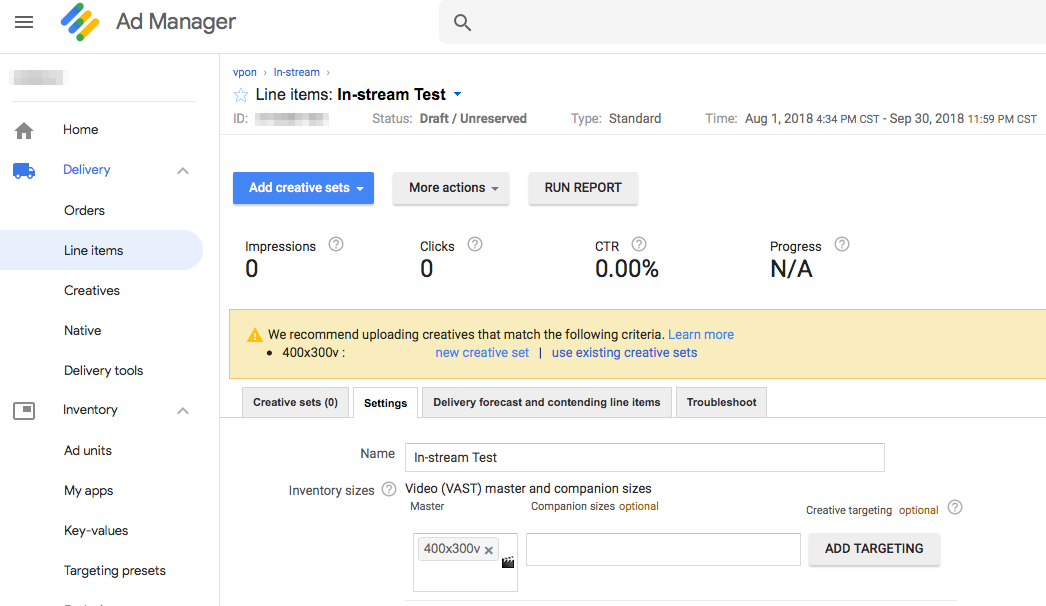 Ad Manager
vpon › In-stream ›
Line items: In-stream Test
ID: Status: Draft / Unreserved Type: Standard Time: Aug 1, 2018 4:34 PM CST - Sep 30, 2018 11:59 PM CST
Home
Delivery
Orders
Line items
Creatives
Native
Delivery tools
Inventory
Ad units
My apps
Key-values
Targeting presets
Add creative sets More actions RUN REPORT
Impressions ? Clicks ? CTR ? Progress ?
0 0 0.00% N/A
We recommend uploading creatives that match the following criteria. Learn more
• 400x300v : new creative set | use existing creative sets
Creative sets (0) Settings Delivery forecast and contending line items Troubleshoot
Name In-stream Test
Inventory sizes ? Video (VAST) master and companion sizes
Master Companion sizes optional Creative targeting optional ?
400x300v × ADD TARGETING